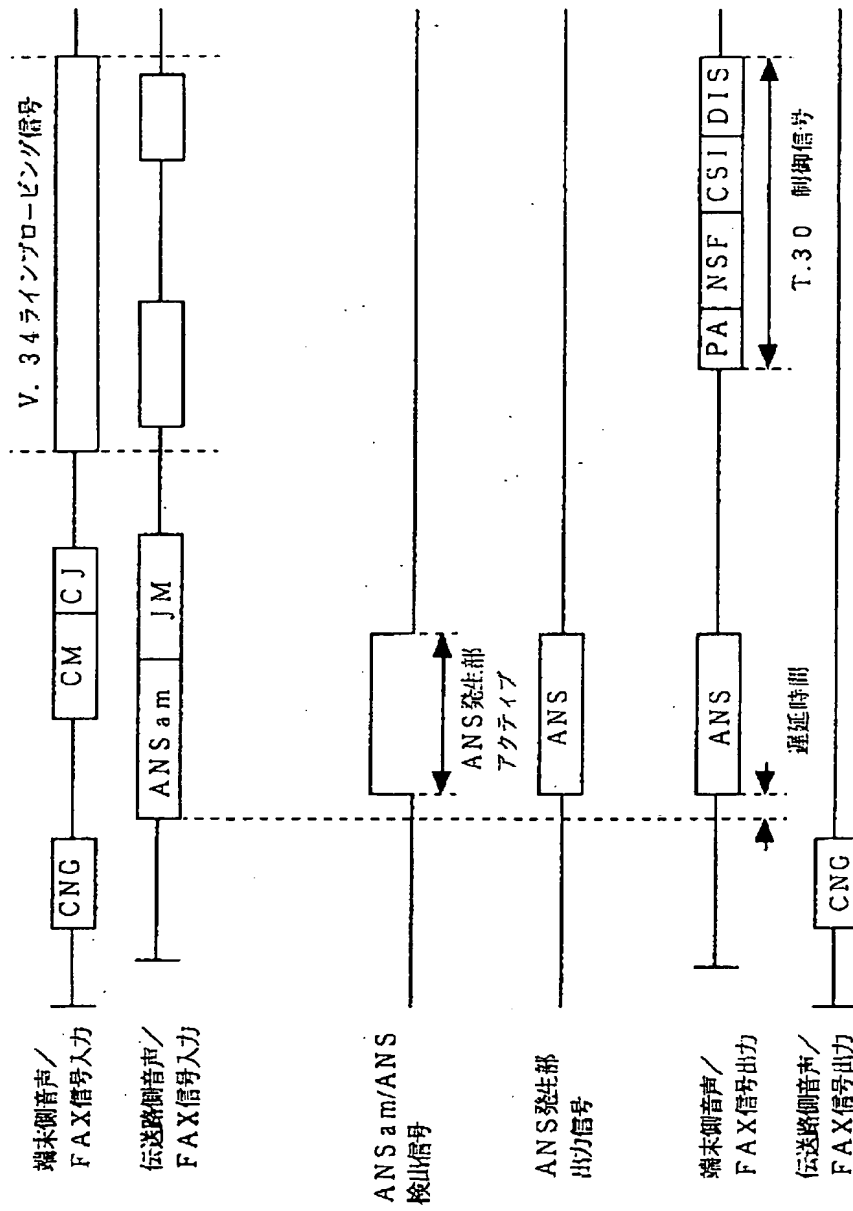 端末側音声/
FAX信号入力
CNG
CM
CJ
V.34ラインプロービング信号
伝送路側音声/
FAX信号入力
ANSam
JM
ANSam/ANS
検出信号
ANS発生部
アクティブ
ANS発生部
出力信号
ANS
端末側音声/
FAX信号出力
ANS
遅延時間
PA
NSF
CSI
DIS
T.30 制御信号
伝送路側音声/
FAX信号出力
CNG